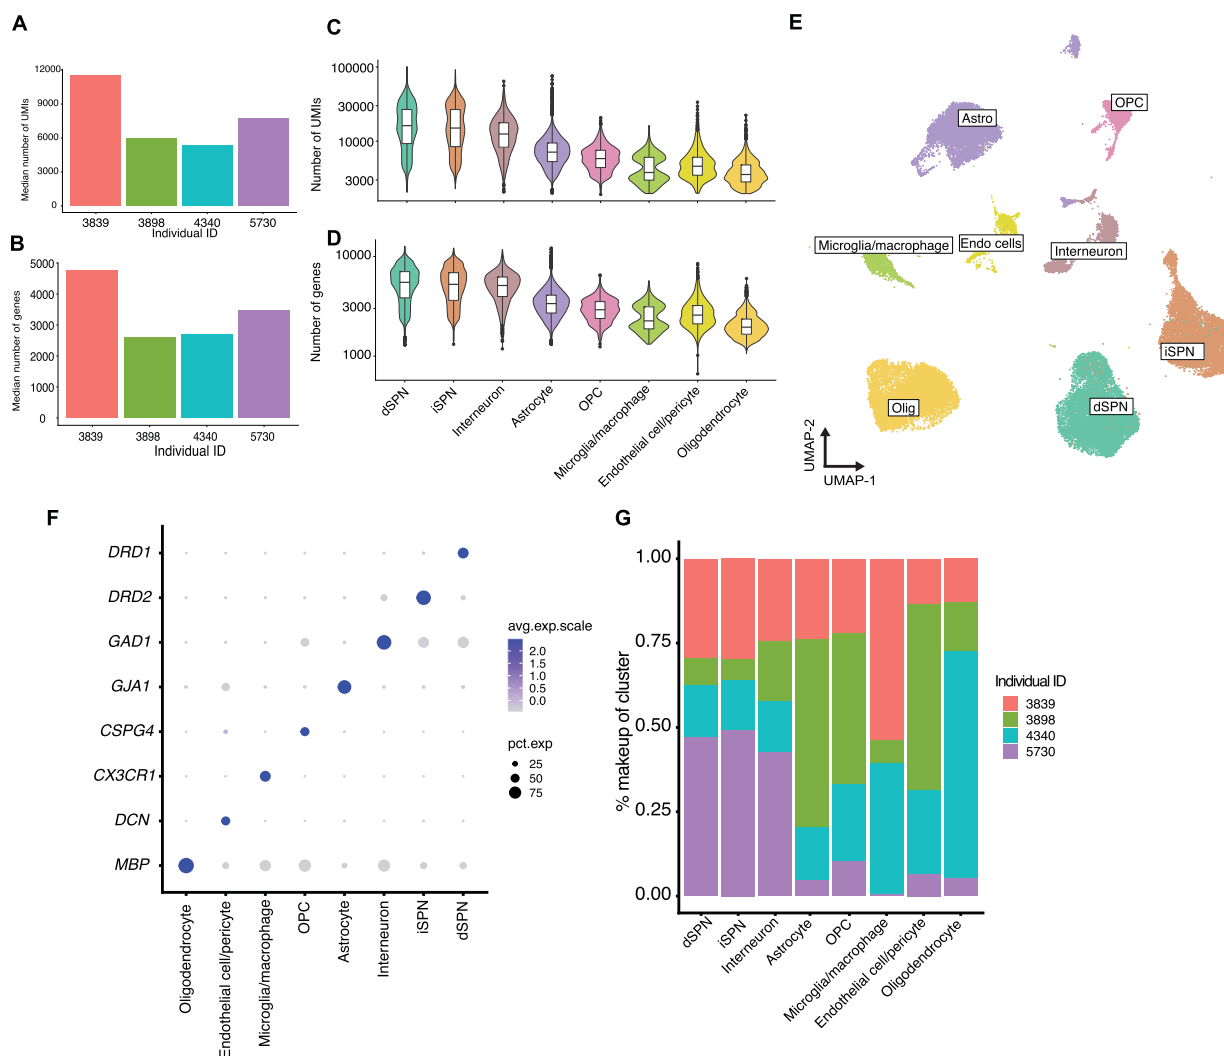 A
Median number of UMIs
12000
9000
6000
3000
0
3839
3898
4340
5730
Individual ID
B
Median number of genes
5000
4000
3000
2000
1000
0
3839
3898
4340
5730
Individual ID
C
Number of UMIs
100000
30000
10000
3000
D
Number of genes
10000
3000
1000
dSPN
iSPN
Interneuron
Astrocyte
OPC
Microglia/macrophage
Endothelial cell/pericyte
Oligodendrocyte
E
Astro
OPC
Microglia/macrophage
Endo cells
Interneuron
iSPN
Olig
dSPN
UMAP-2
UMAP-1
F
DRD1
DRD2
GAD1
GJA1
CSPG4
CX3CR1
DCN
MBP
Oligodendrocyte
Endothelial cell/pericyte
Microglia/macrophage
OPC
Astrocyte
Interneuron
iSPN
dSPN
avg.exp.scale
2.0
1.5
1.0
0.5
0.0
pct.exp
25
50
75
G
% makeup of cluster
1.00
0.75
0.50
0.25
0.00
dSPN
iSPN
Interneuron
Astrocyte
OPC
Microglia/macrophage
Endothelial cell/pericyte
Oligodendrocyte
Individual ID
3839
3898
4340
5730